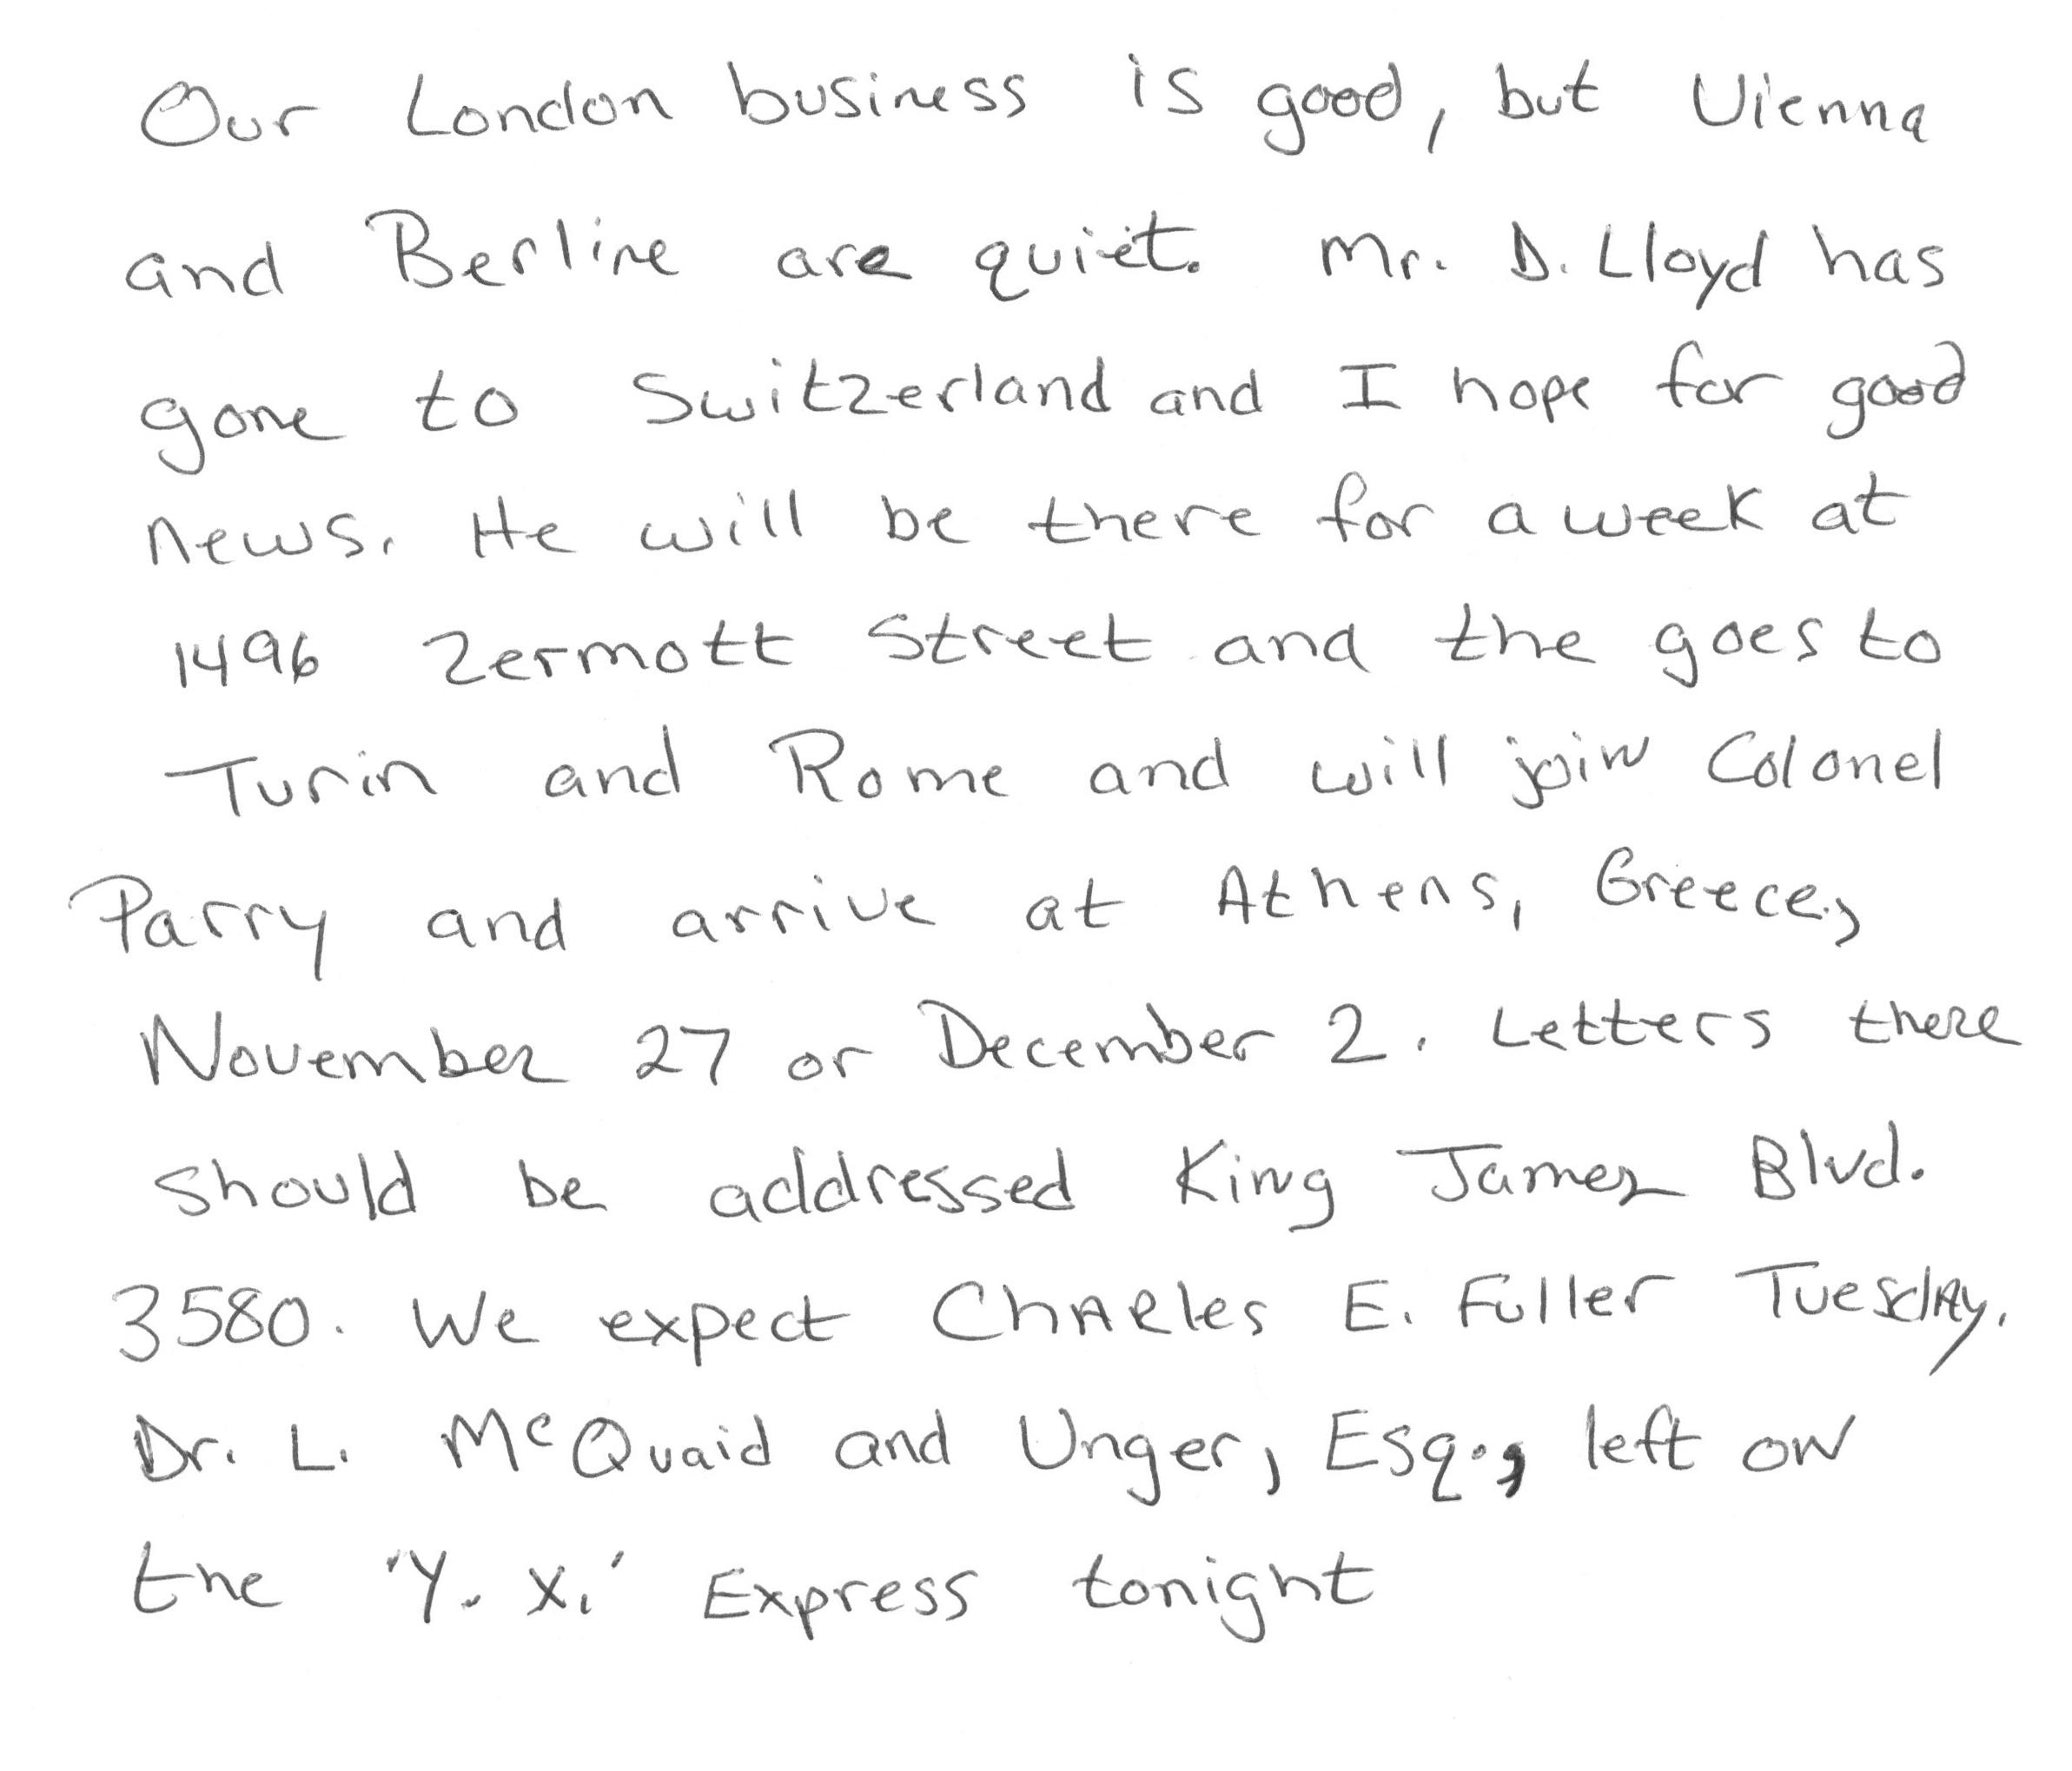 Our London business is good, but Vienna
and Berline are quiet. Mr. D. Lloyd has
gone to Switzerland and I hope for good
news. He will be there for a week at
1496 Zermott Street and the goes to
Turin and Rome and will join Colonel
Parry and arrive at Athens, Greece,
November 27 or December 2. Letters there
should be addressed King James Blvd.
3580. We expect Charles E. Fuller Tuesday.
Dr. L. McQuaid and Unger, Esq., left on
the 'Y. X.' Express tonight